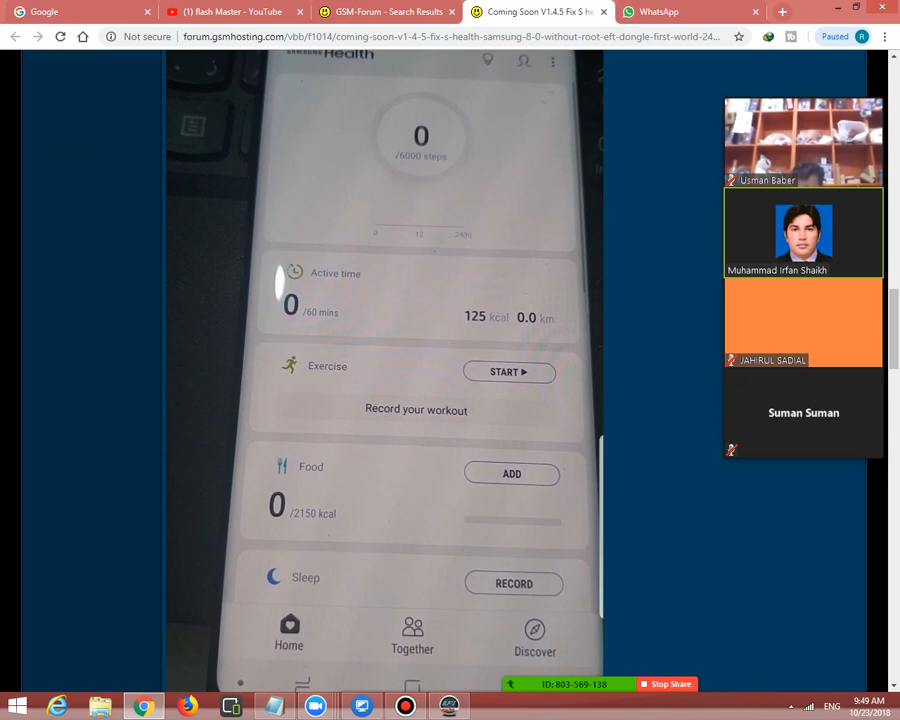 Google
(1) flash Master - YouTube
GSM-Forum - Search Results
Coming Soon V1.4.5 Fix S h
WhatsApp
Not secure
forum.gsmhosting.com/vbb/f1014/coming-soon-v1-4-5-fix-s-health-samsung-8-0-without-root-eft-dongle-first-world-24...
Paused
R
Health
0
/6000 steps
0
12
24(h)
Active time
0 /60 mins
125 kcal 0.0 km
Exercise
START
Record your workout
Food
ADD
0 /2150 kcal
Sleep
RECORD
Home
Together
Discover
Usman Baber
Muhammad Irfan Shaikh
JAHIRUL SADIAL
Suman Suman
ID: 803-569-138
Stop Share
ENG
9:49 AM
10/23/2018